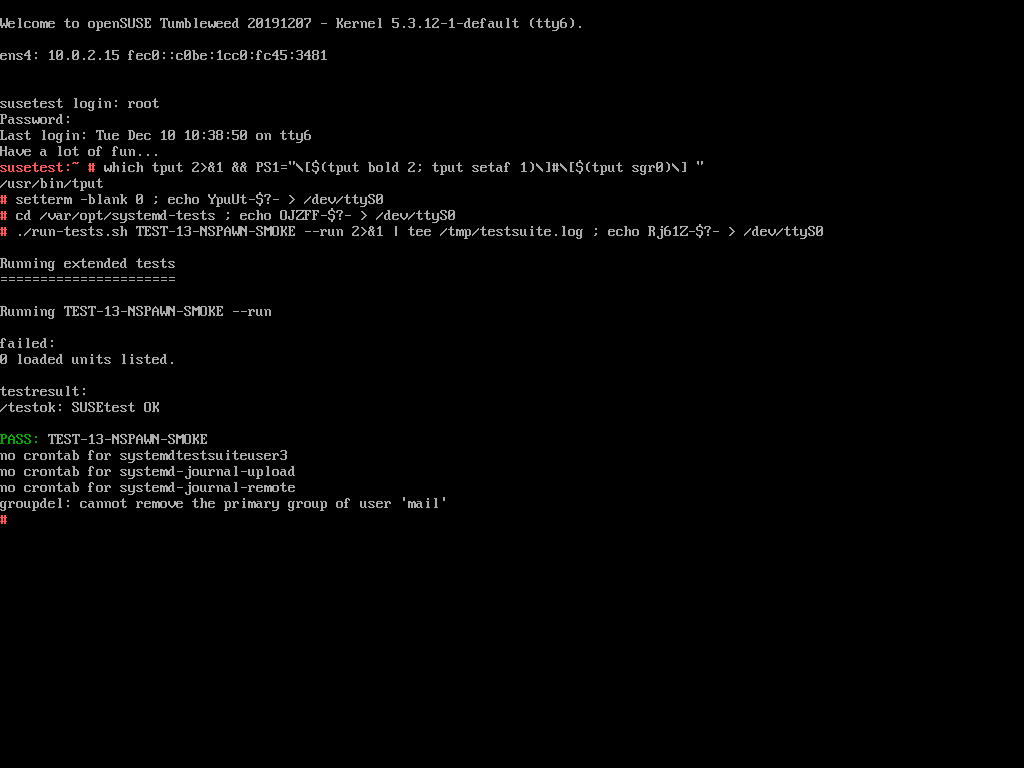 Welcome to openSUSE Tumbleweed 20191207 - Kernel 5.3.12-1-default (tty6).
ens4: 10.0.2.15 fec0::c0be:1cc0:fc45:3481
susetest login: root
Password:
Last login: Tue Dec 10 10:38:50 on tty6
Have a lot of fun...
susetest:~ # which tput 2>&1 && PS1="\[$(tput bold 2; tput setaf 1)\]#\[$(tput sgr0)\] "
/usr/bin/tput
# setterm -blank 0 ; echo YpuUt-$?- > /dev/ttyS0
# cd /var/opt/systemd-tests ; echo OJZFF-$?- > /dev/ttyS0
# ./run-tests.sh TEST-13-NSPAWN-SMOKE --run 2>&1 | tee /tmp/testsuite.log ; echo Rj61Z-$?- > /dev/ttyS0
Running extended tests
======================
Running TEST-13-NSPAWN-SMOKE --run
failed:
0 loaded units listed.
testresult:
/testok: SUSEtest OK
PASS: TEST-13-NSPAWN-SMOKE
no crontab for systemdtestsuiteuser3
no crontab for systemd-journal-upload
no crontab for systemd-journal-remote
groupdel: cannot remove the primary group of user 'mail'
#